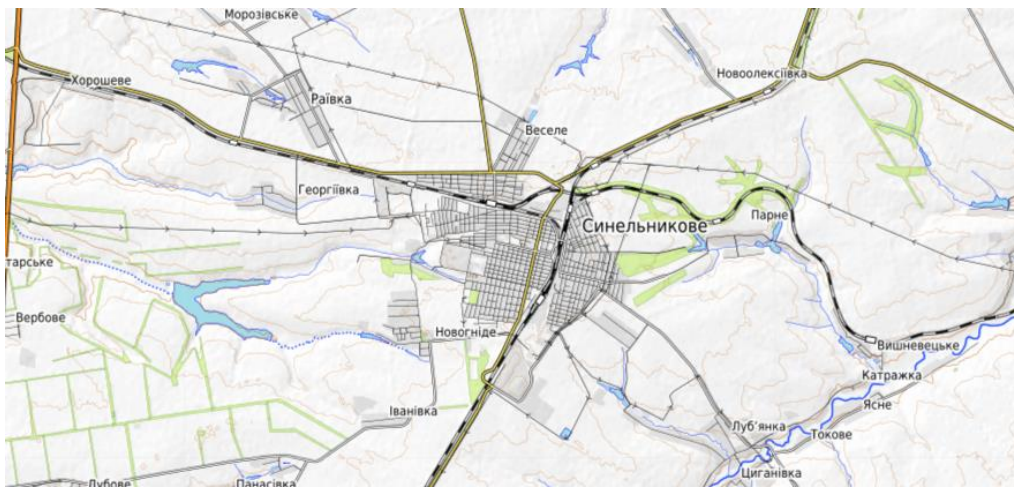 Морозівське
Новоолексіївка
Хорошеве
Раївка
Веселе
Георгіївка
Парне
Синельникове
тарське
Вербове
Новогніде
Вишневецьке
Катражка
Ясне
Іванівка
Луб'янка
Токове
Циганівка
Дубове
Панасівка